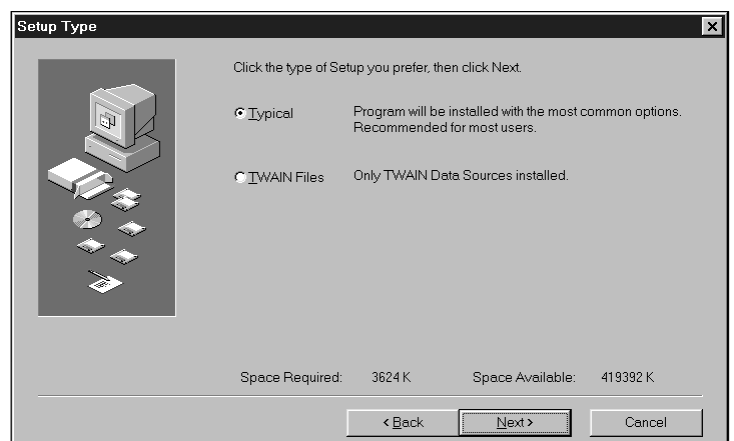 Setup Type
Click the type of Setup you prefer, then click Next.
Typical Program will be installed with the most common options.
Recommended for most users.
TWAIN Files Only TWAIN Data Sources installed.
Space Required: 3624 K Space Available: 419392 K
< Back Next > Cancel